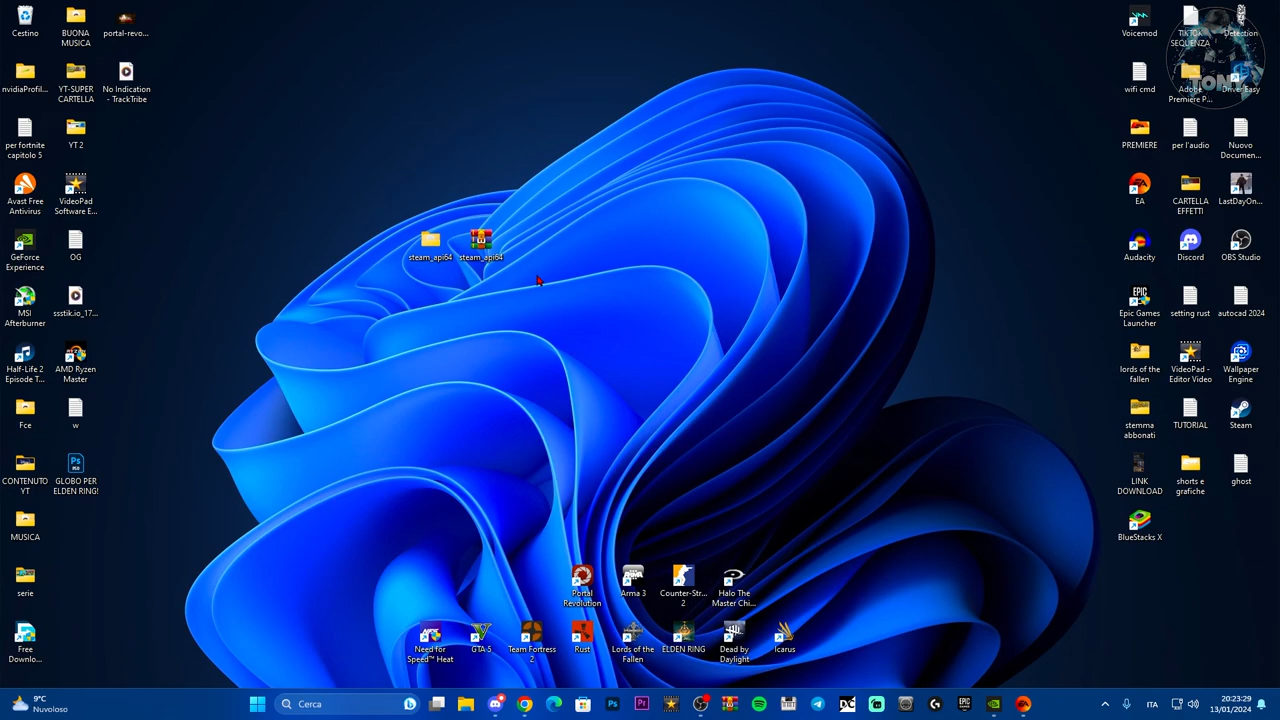 Cestino
BUONA
MUSICA
portal-revo...
nvidiaProfil...
YT-SUPER
CARTELLA
No Indication
- TrackTribe
per fortnite
capitolo 5
YT 2
Avast Free
Antivirus
VideoPad
Software E...
GeForce
Experience
OG
MSI
Afterburner
ssstik.io_17...
Half-Life 2
Episode T...
AMD Ryzen
Master
Fce
w
CONTENUTO
YT
GLOBO PER
ELDEN RING!
MUSICA
serie
Free
Downlo...
steam_api64
steam_api64
Portal
Revolution
Arma 3
Counter-Str...
2
Halo The
Master Chi...
Need for
Speed™ Heat
GTA 5
Team Fortress
2
Rust
Lords of the
Fallen
ELDEN RING
Dead by
Daylight
Icarus
Voicemod
TIKTOK
SEQUENZA
Detection
TONY
wifi cmd
Adobe
Premiere P...
Driver Easy
PREMIERE
per l'audio
Nuovo
Documen...
EA
CARTELLA
EFFETTI
LastDayOn...
Audacity
Discord
OBS Studio
Epic Games
Launcher
setting rust
autocad 2024
lords of the
fallen
VideoPad -
Editor Video
Wallpaper
Engine
stemma
abbonati
TUTORIAL
Steam
LINK
DOWNLOAD
shorts e
grafiche
ghost
BlueStacks X
9°C
Nuvoloso
Cerca
ITA
20:23:29
13/01/2024